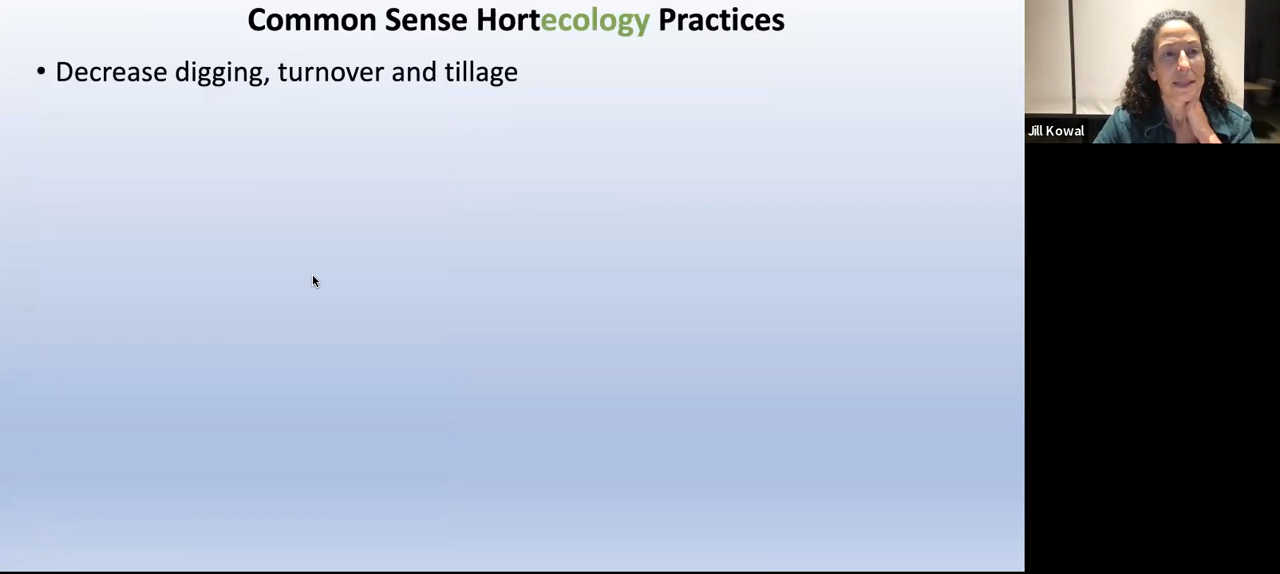 Common Sense Hortecology Practices
• Decrease digging, turnover and tillage
Jill Kowal